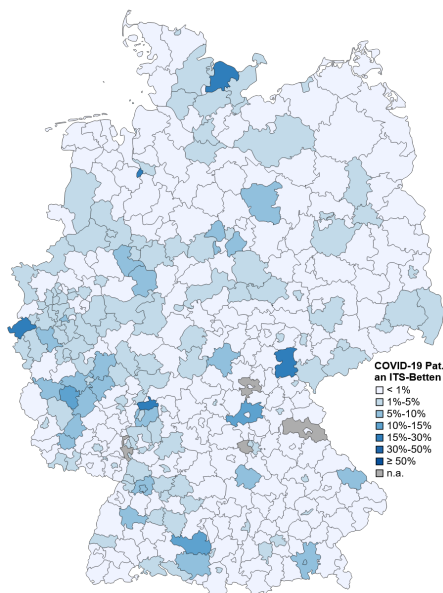 COVID-19 Pat.
an ITS-Betten
< 1%
1%-5%
5%-10%
10%-15%
15%-30%
30%-50%
≥ 50%
n.a.